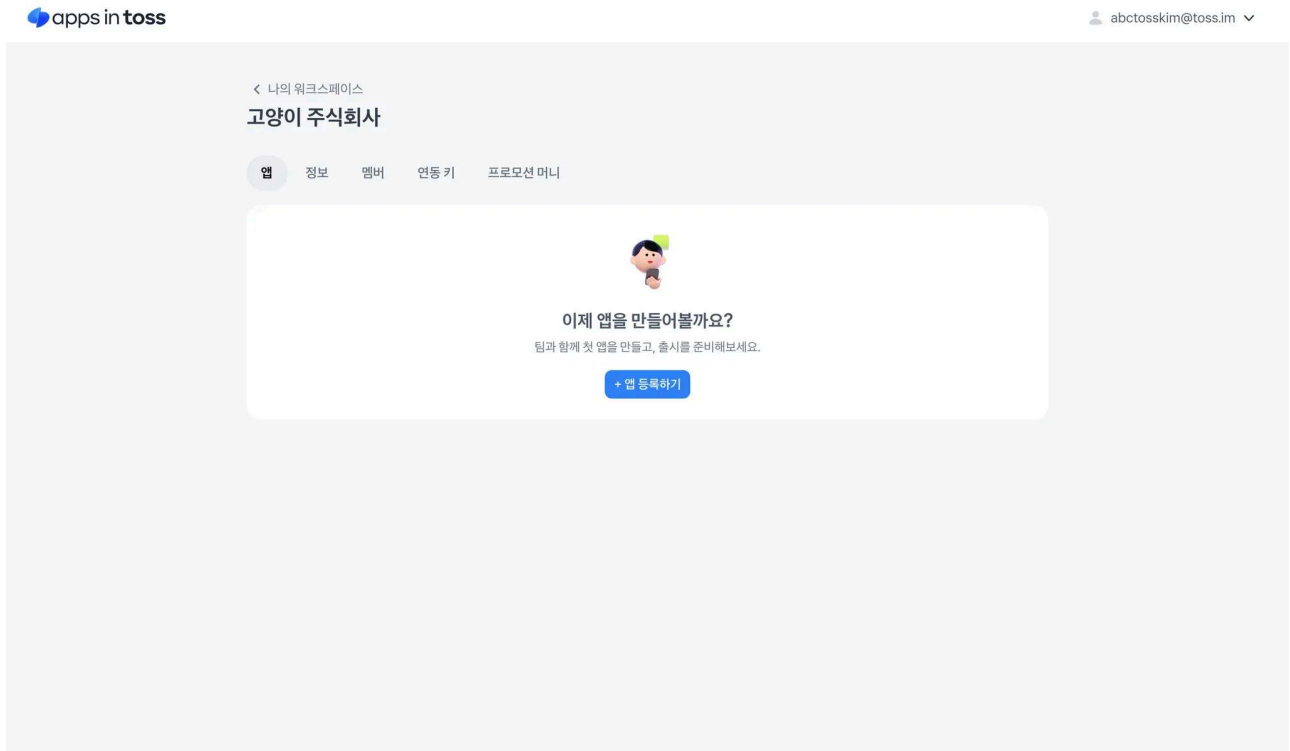 apps in toss
abctosskim@toss.im
나의 워크스페이스
고양이 주식회사
앱 정보 멤버 연동 키 프로모션 머니
이제 앱을 만들어볼까요?
팀과 함께 첫 앱을 만들고, 출시를 준비해보세요.
+ 앱 등록하기